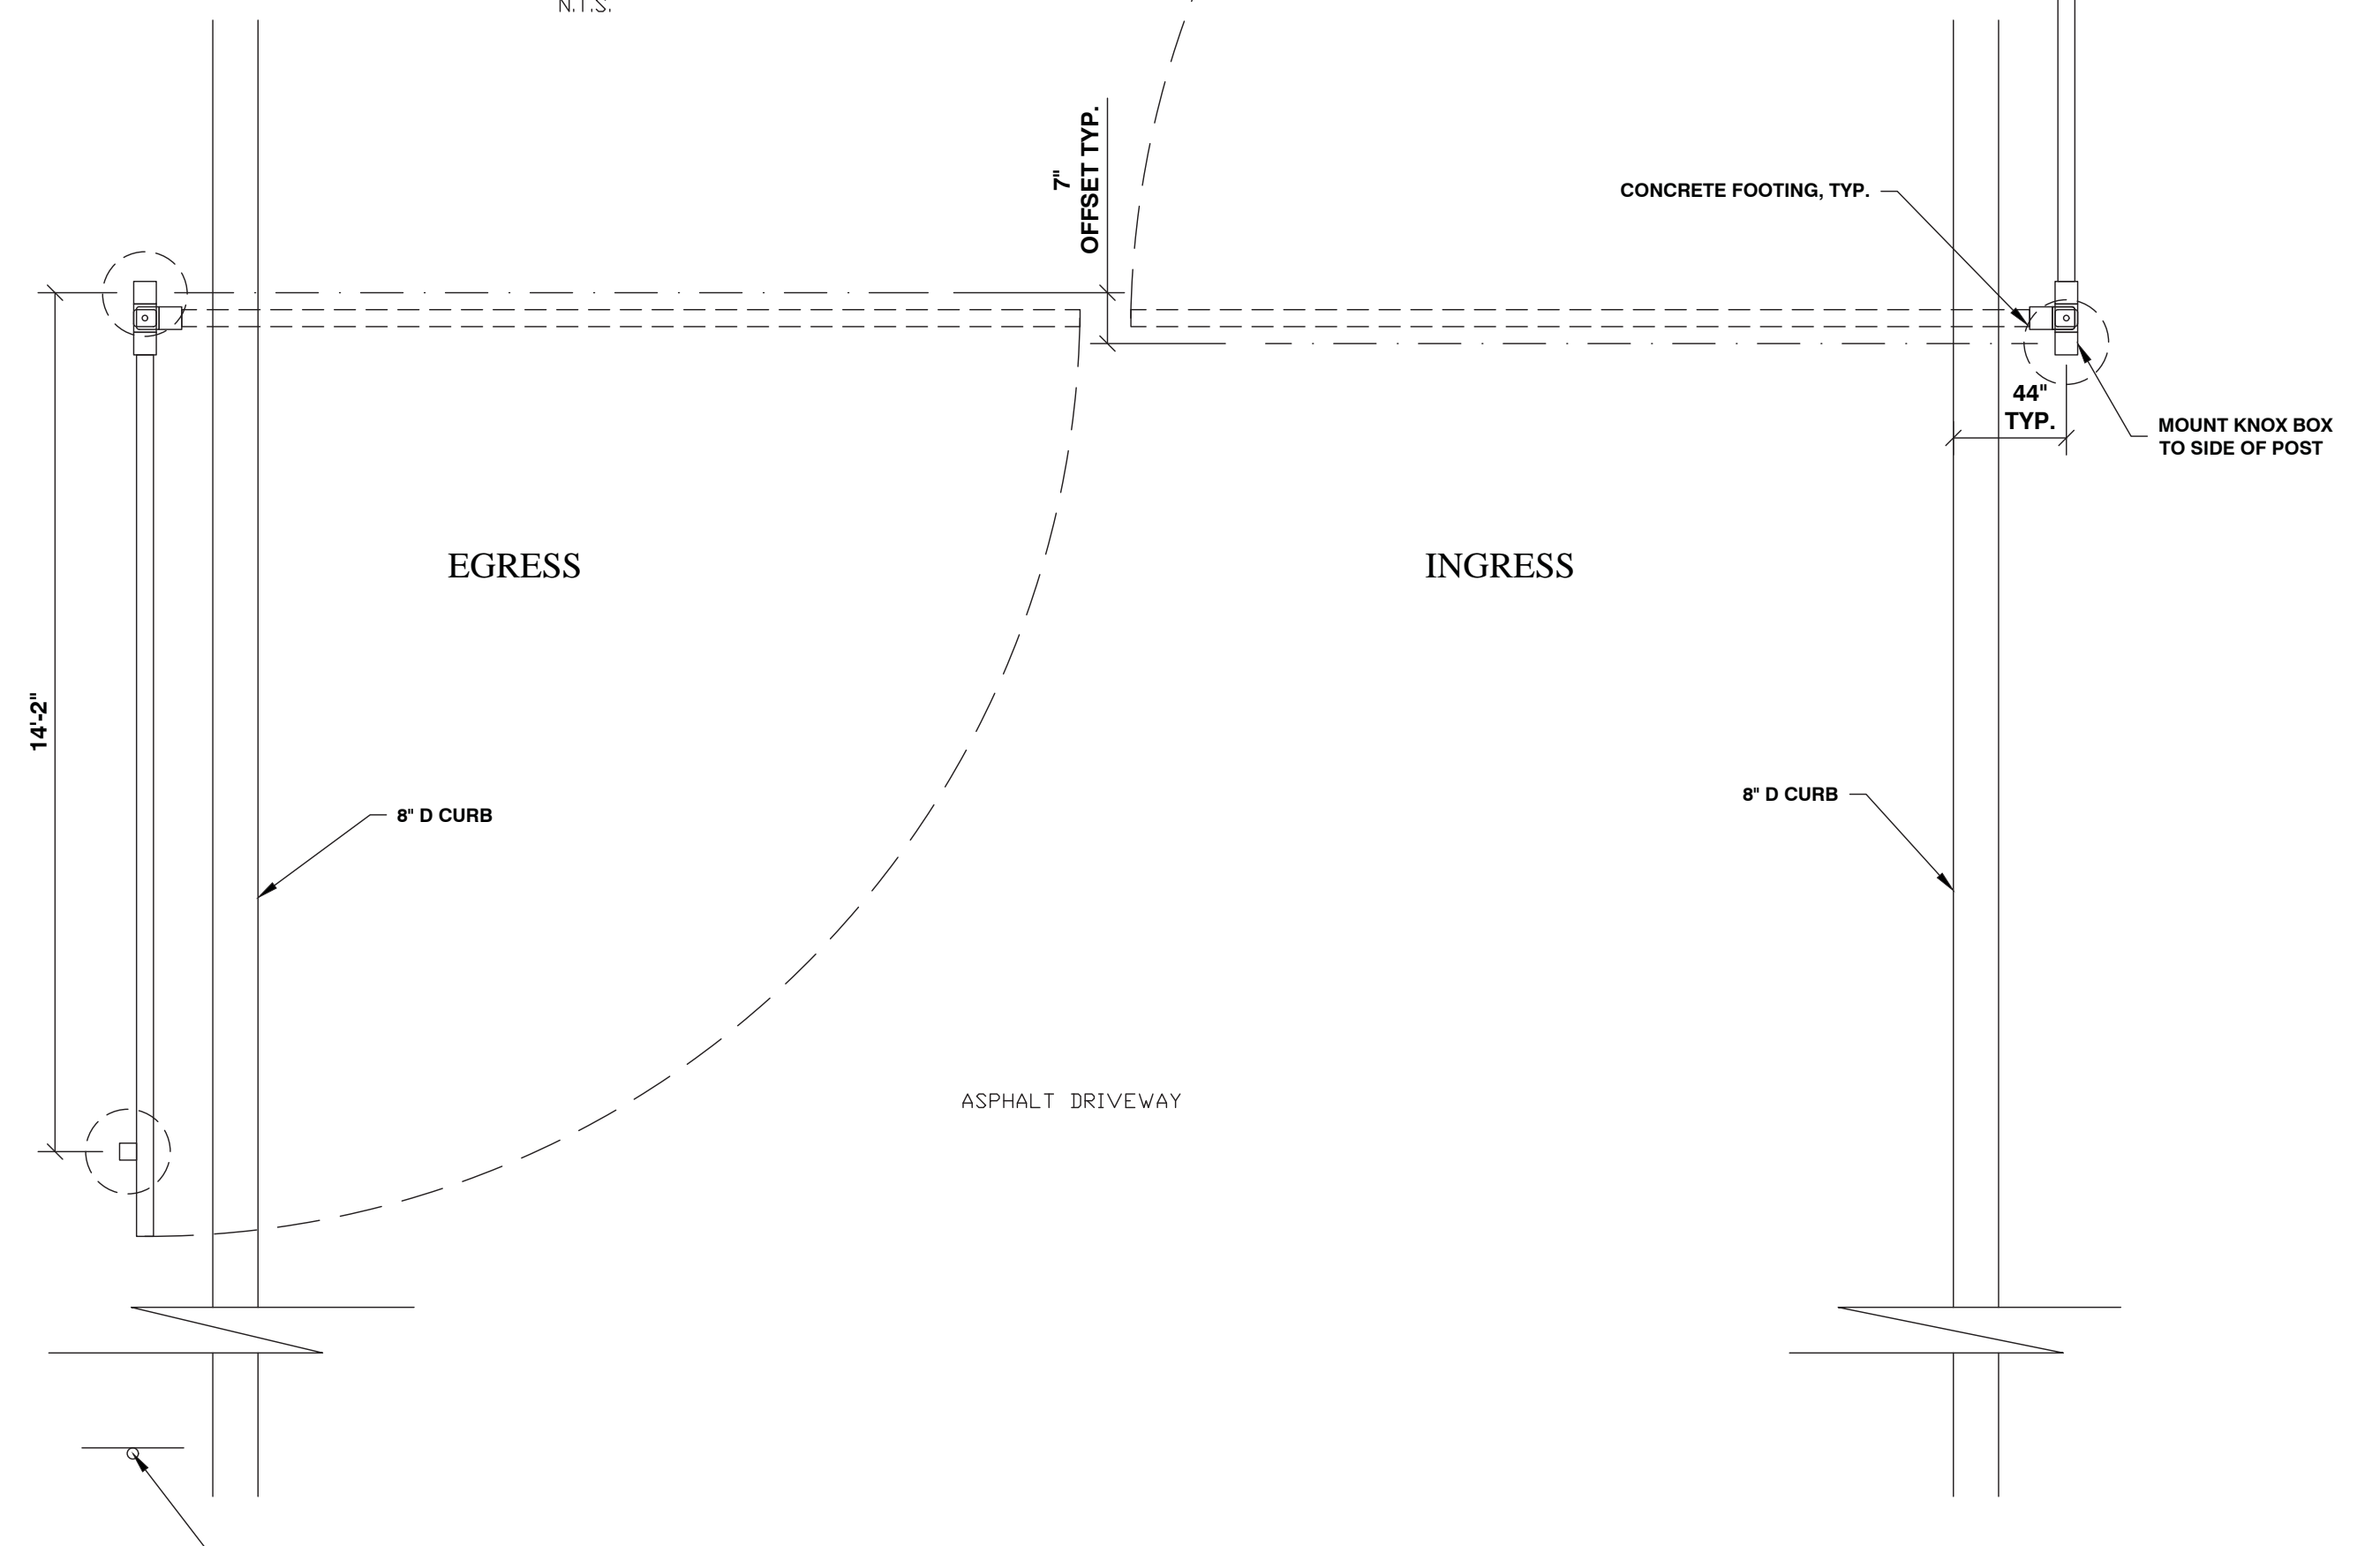 N.T.S.
7"
OFFSET TYP.
CONCRETE FOOTING, TYP.
44"
TYP.
MOUNT KNOX BOX
TO SIDE OF POST
EGRESS
INGRESS
14'-2"
8" D CURB
8" D CURB
ASPHALT DRIVEWAY